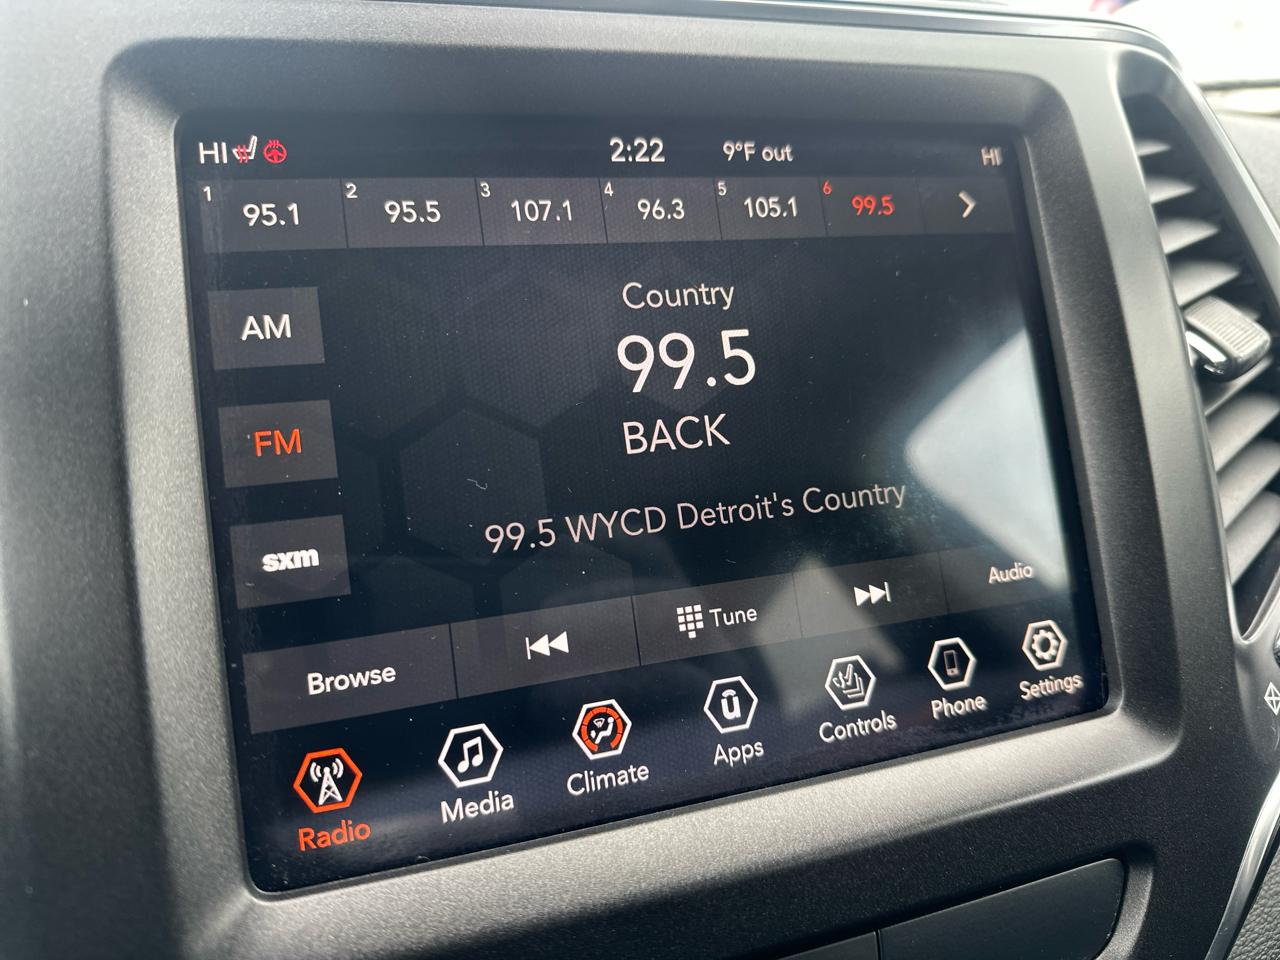 HI 2:22 9°F out HI
1 95.1 2 95.5 3 107.1 4 96.3 5 105.1 6 99.5
AM
FM
sxm
Country
99.5
BACK
99.5 WYCD Detroit's Country
Browse Tune Audio
Radio Media Climate Apps Controls Phone Settings